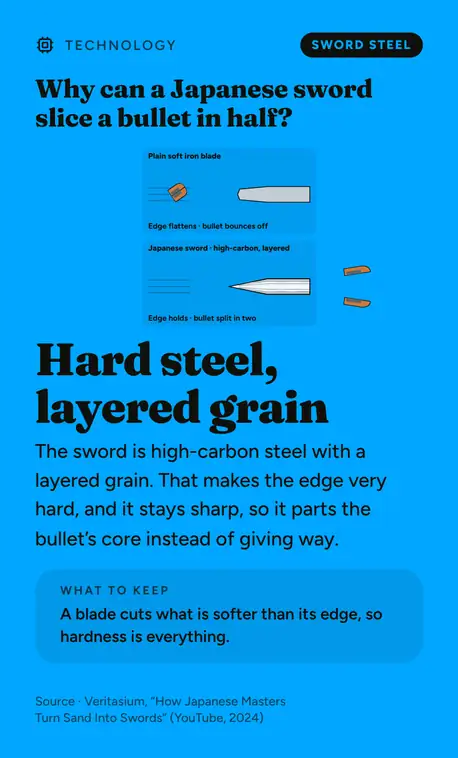 TECHNOLOGY
SWORD STEEL
Why can a Japanese sword
slice a bullet in half?
Plain soft iron blade
Edge flattens · bullet bounces off
Japanese sword · high-carbon, layered
Edge holds · bullet split in two
Hard steel,
layered grain
The sword is high-carbon steel with a
layered grain. That makes the edge very
hard, and it stays sharp, so it parts the
bullet’s core instead of giving way.
WHAT TO KEEP
A blade cuts what is softer than its edge, so
hardness is everything.
Source · Veritasium, “How Japanese Masters
Turn Sand Into Swords” (YouTube, 2024)